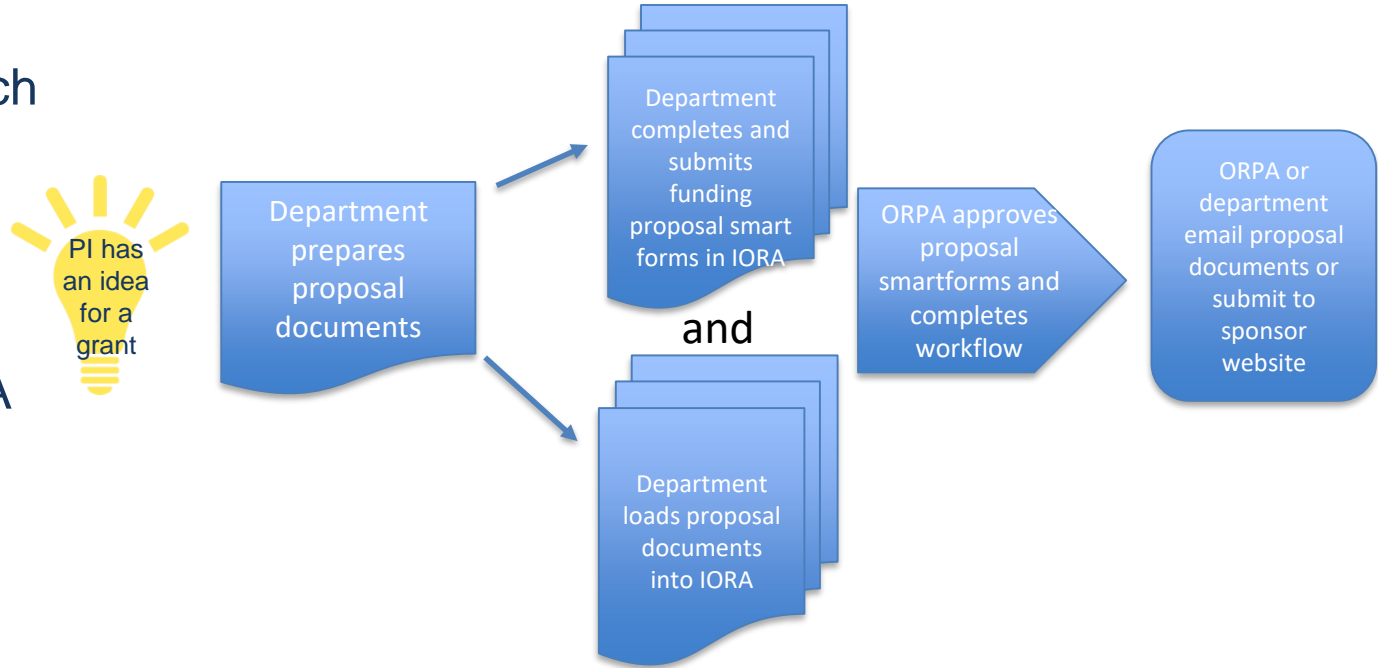 ch
A
PI has
an idea
for a
grant
Department
prepares
proposal
documents
Department
completes and
submits
funding
proposal smart
forms in IORA
and
Department
loads proposal
documents
into IORA
ORPA approves
proposal
smartforms and
completes
workflow
ORPA or
department
email proposal
documents or
submit to
sponsor
website